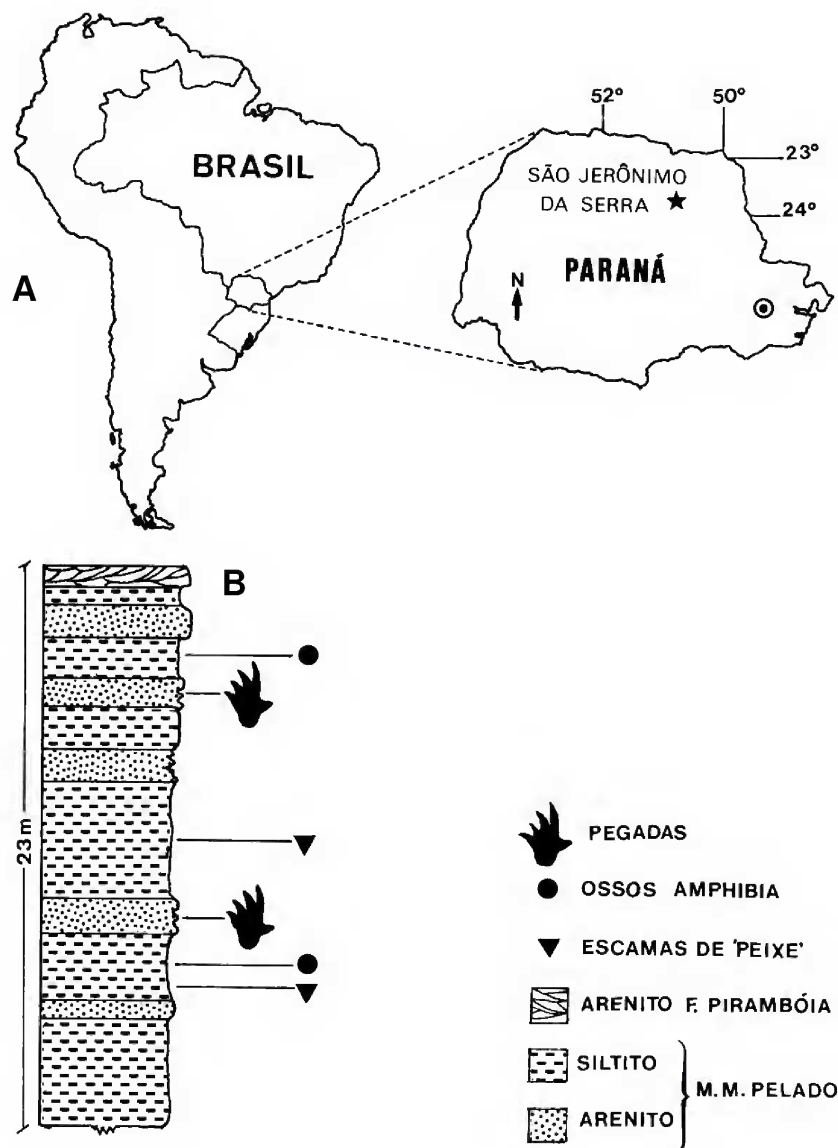 BRASIL
A
52° 50°
23°
24°
SÃO JERÔNIMO
DA SERRA
PARANÁ
N
B
23m
PEGADAS
OSSOS AMPHIBIA
ESCAMAS DE 'PEIXE'
ARENITO F. PIRAMBÓIA
SILTITO
ARENITO
M.M. PELADO